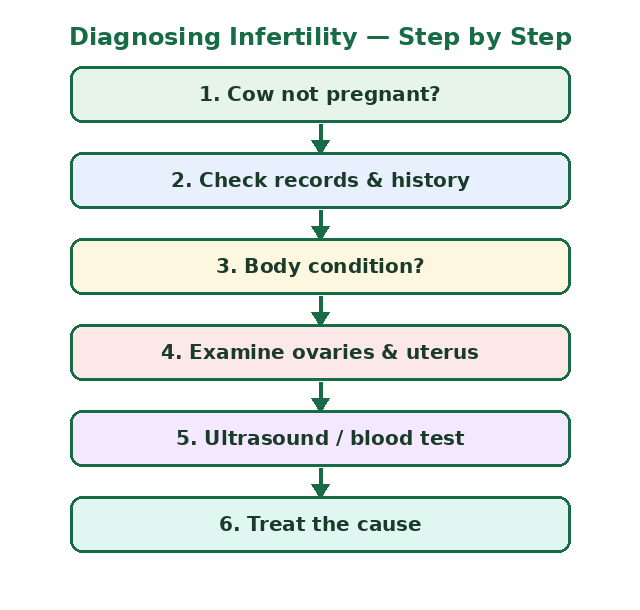 Diagnosing Infertility — Step by Step
1. Cow not pregnant?
2. Check records & history
3. Body condition?
4. Examine ovaries & uterus
5. Ultrasound / blood test
6. Treat the cause